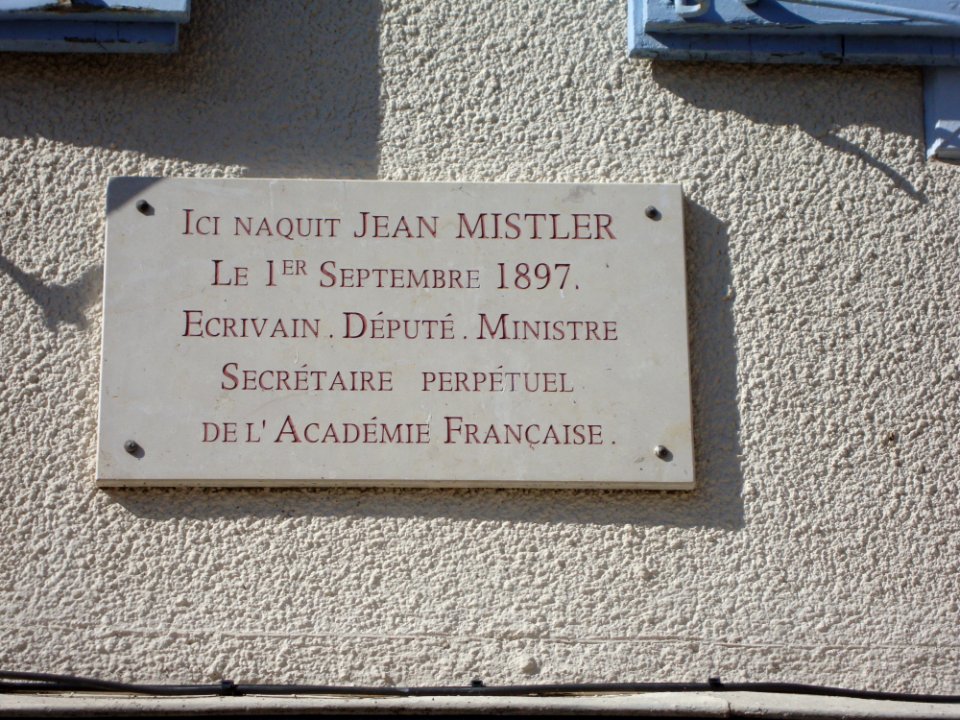 Ici naquit Jean MISTLER
Le 1er Septembre 1897.
Ecrivain. Député. Ministre
Secrétaire perpétuel
de l'Académie Française.